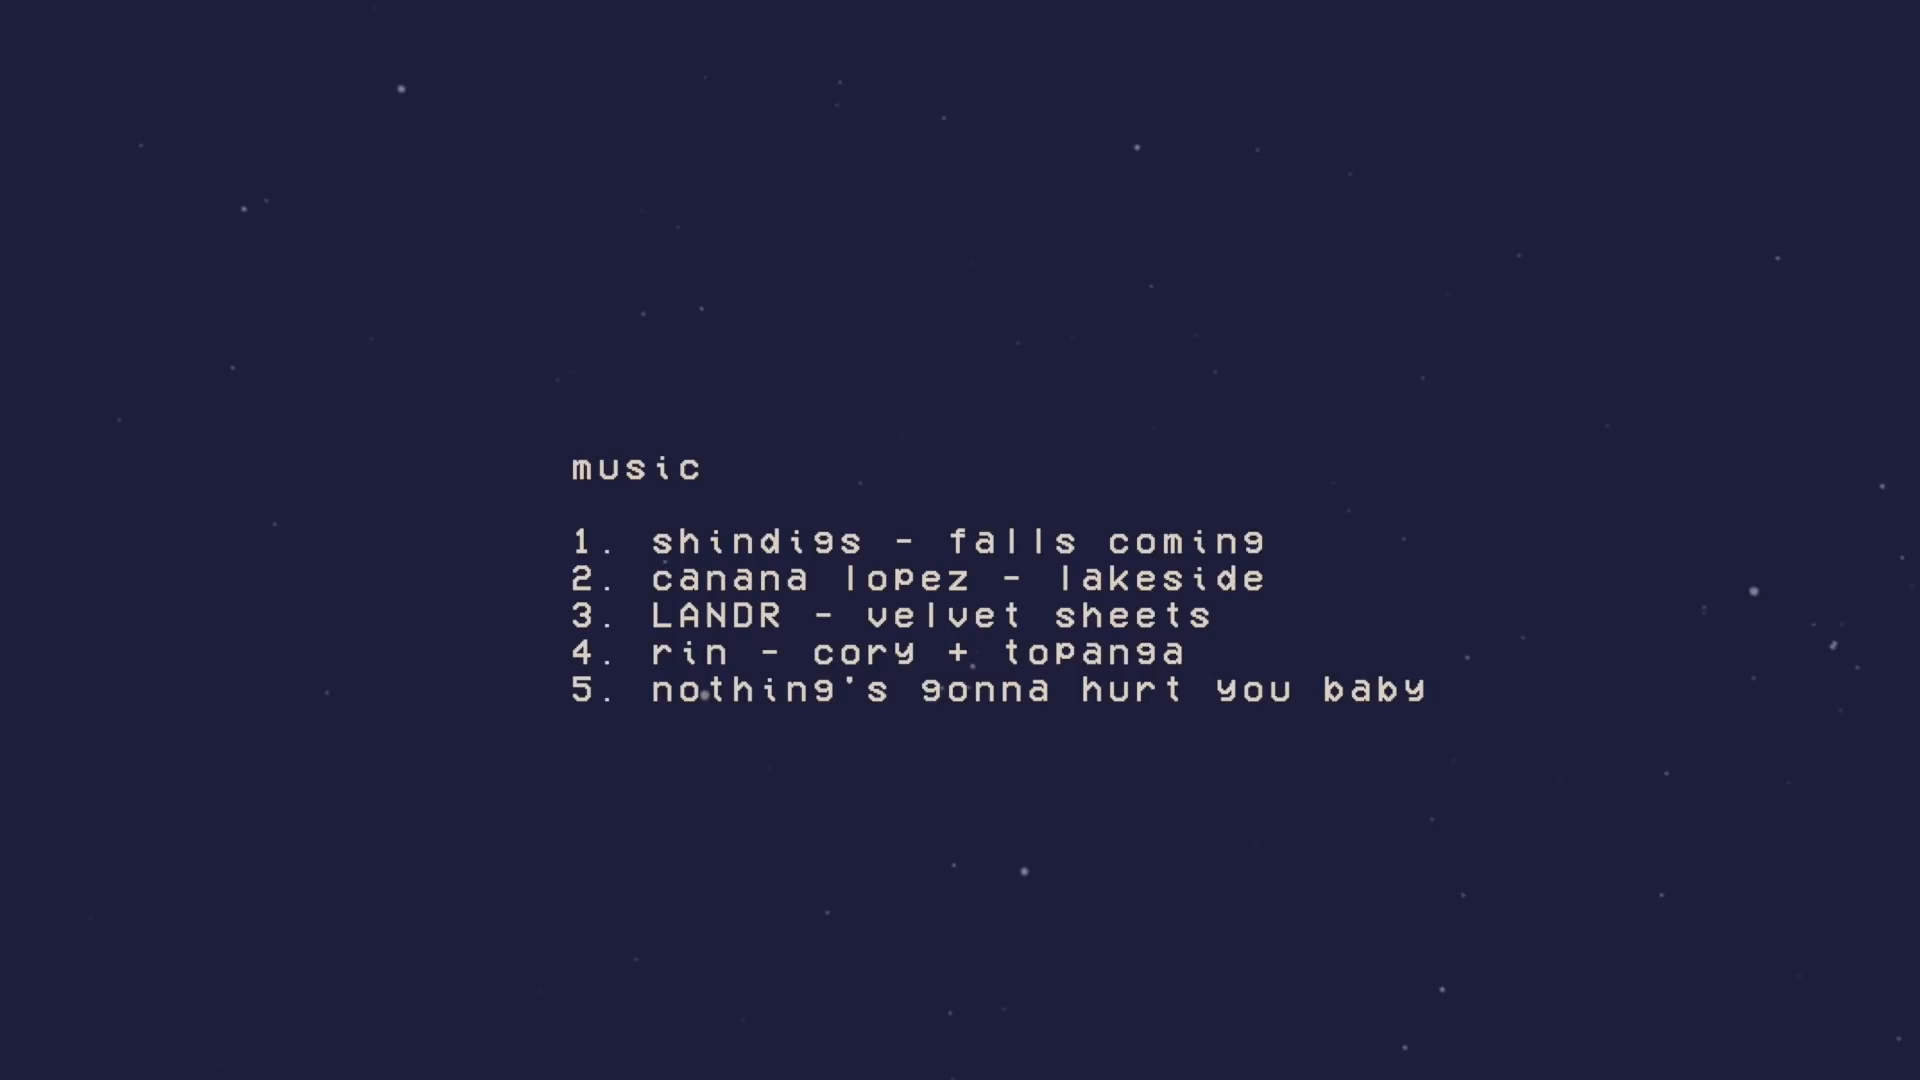 music
1. shindigs - falls coming
2. canana lopez - lakeside
3. LANDR - velvet sheets
4. rin - cory + topanga
5. nothing's gonna hurt you baby